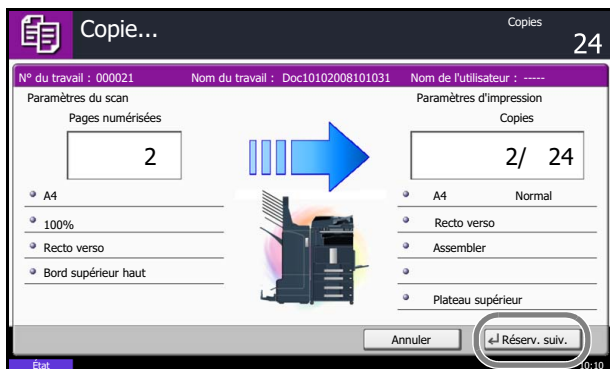 Copie...
Copies
24
N° du travail : 000021 Nom du travail : Doc10102008101031 Nom de l'utilisateur : -----
Paramètres du scan
Pages numérisées
2
A4
100%
Recto verso
Bord supérieur haut
Paramètres d'impression
Copies
2/ 24
A4 Normal
Recto verso
Assembler
Plateau supérieur
Annuler
Réserv. suiv.
État
10:10